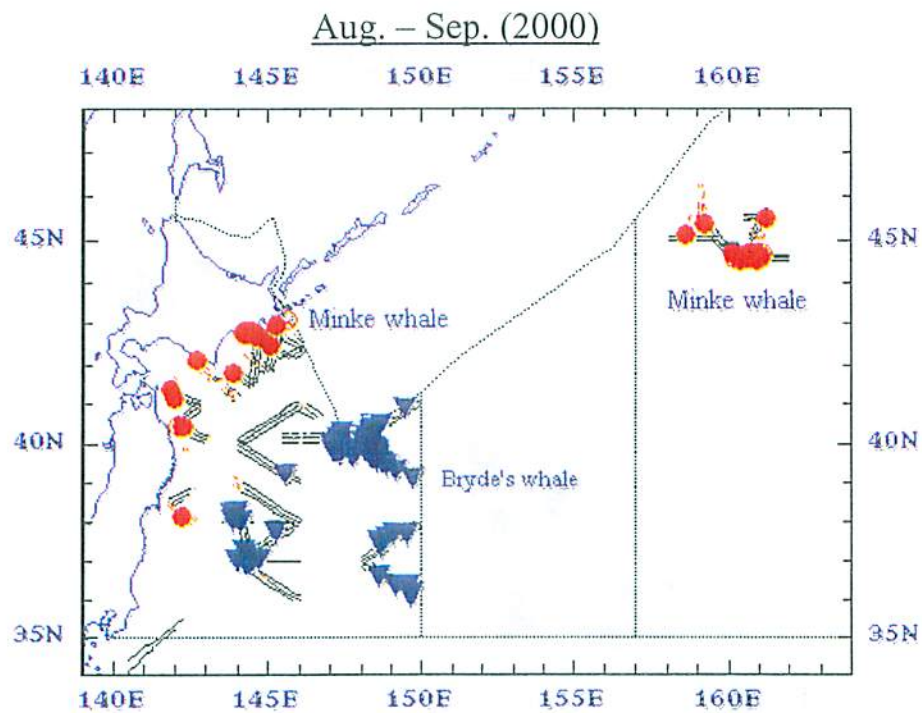 Aug. – Sep. (2000)
140E 145E 150E 155E 160E
45N 45N
Minke whale
Minke whale
40N 40N
Bryde's whale
35N 35N
140E 145E 150E 155E 160E